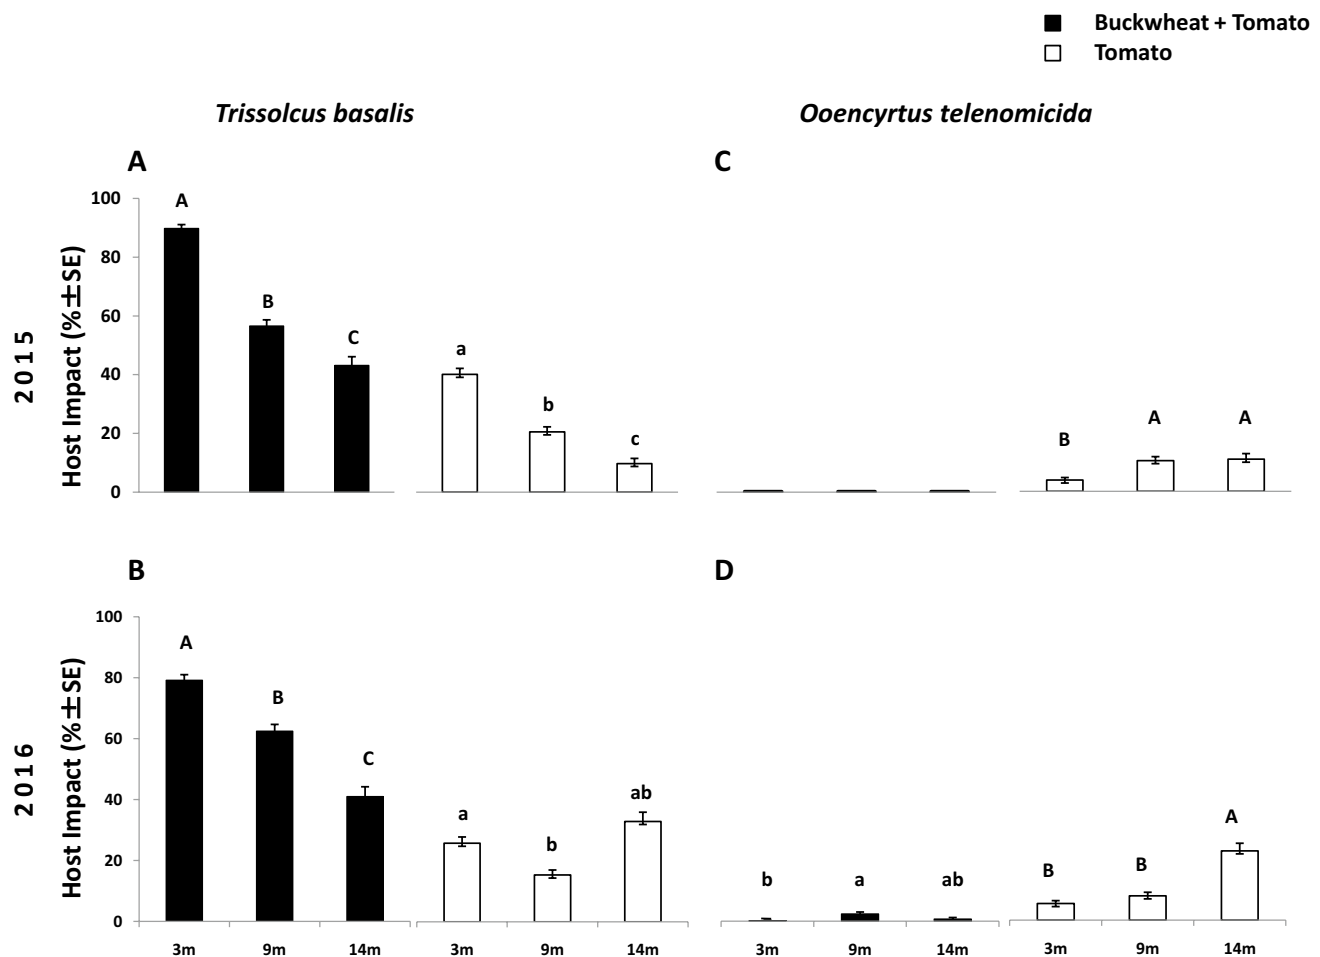 Buckwheat + Tomato
Tomato
Trissolcus basalis
Ooencyrtus telenomicida
A
C
2015
Host Impact (%±SE)
100
80
60
40
20
0
A
B
C
a
b
c
B
A
A
B
D
2016
Host Impact (%±SE)
100
80
60
40
20
0
A
B
C
a
b
ab
b
a
ab
B
B
A
3m
9m
14m
3m
9m
14m
3m
9m
14m
3m
9m
14m